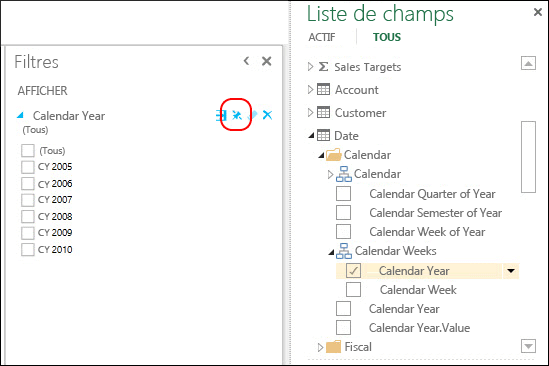 Filtres
AFFICHER
Calendar Year
(Tous)
(Tous)
CY 2005
CY 2006
CY 2007
CY 2008
CY 2009
CY 2010
Liste de champs
ACTIF
TOUS
Σ Sales Targets
Account
Customer
Date
Calendar
Calendar
Calendar Quarter of Year
Calendar Semester of Year
Calendar Week of Year
Calendar Weeks
Calendar Year
Calendar Week
Calendar Year
Calendar Year.Value
Fiscal